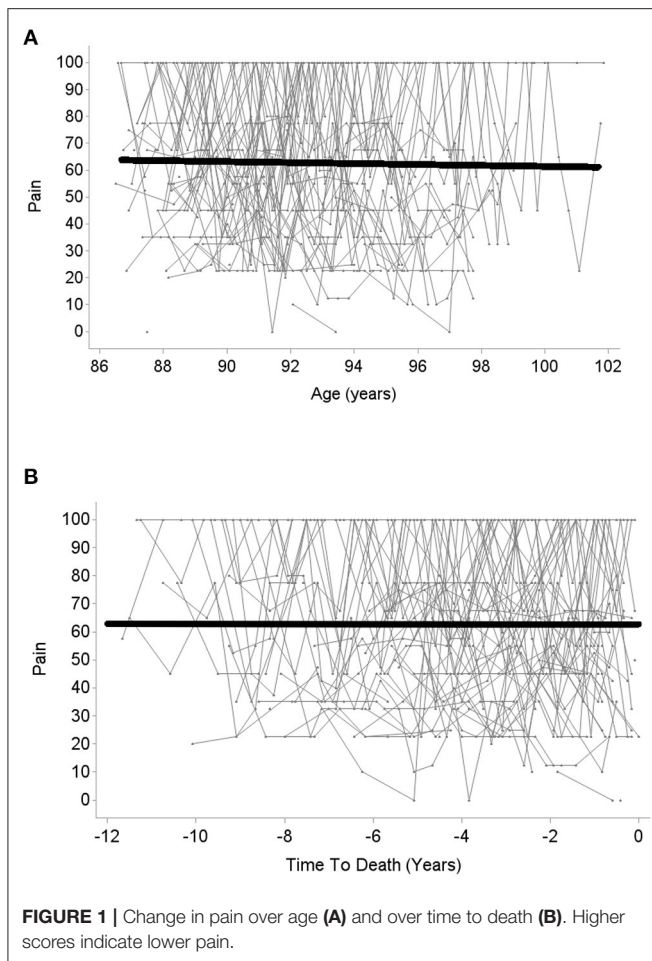 A
100
90
80
70
60
50
40
30
20
10
0
Pain
86 88 90 92 94 96 98 100 102
Age (years)
B
100
90
80
70
60
50
40
30
20
10
0
Pain
-12 -10 -8 -6 -4 -2 0
Time To Death (Years)
FIGURE 1 | Change in pain over age (A) and over time to death (B). Higher
scores indicate lower pain.